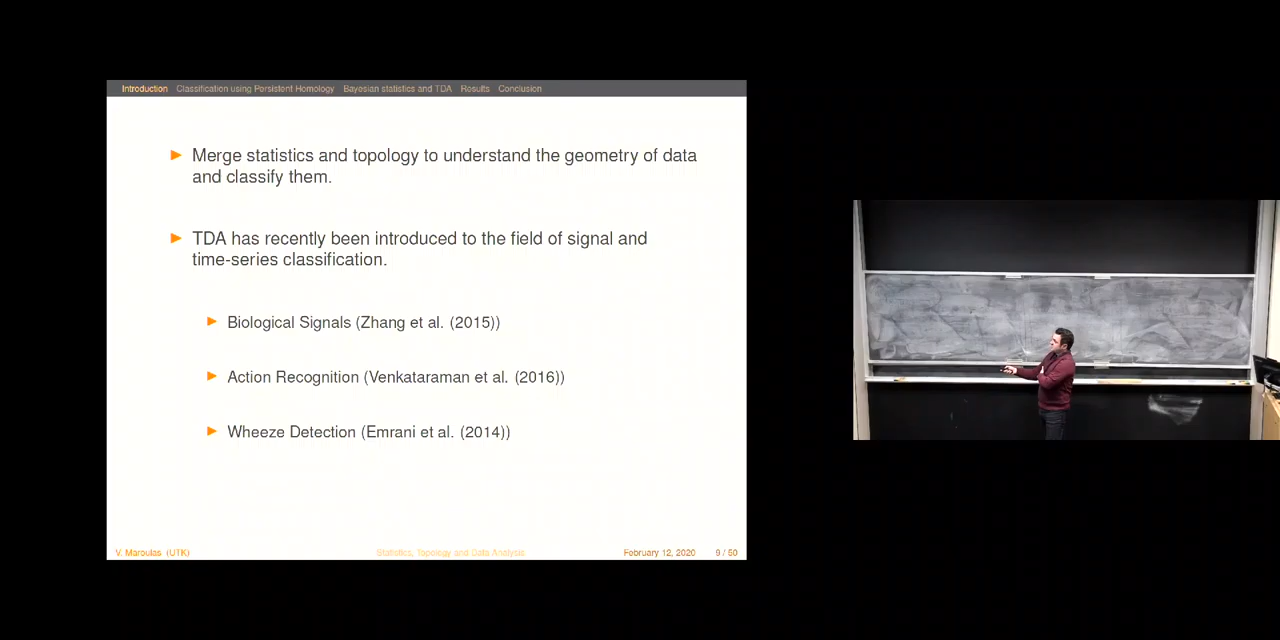 Introduction Classification using Persistent Homology Bayesian statistics and TDA Results Conclusion
▶ Merge statistics and topology to understand the geometry of data
and classify them.
▶ TDA has recently been introduced to the field of signal and
time-series classification.
▶ Biological Signals (Zhang et al. (2015))
▶ Action Recognition (Venkataraman et al. (2016))
▶ Wheeze Detection (Emrani et al. (2014))
V. Maroulas (UTK) Statistics, Topology and Data Analysis February 12, 2020 9 / 50